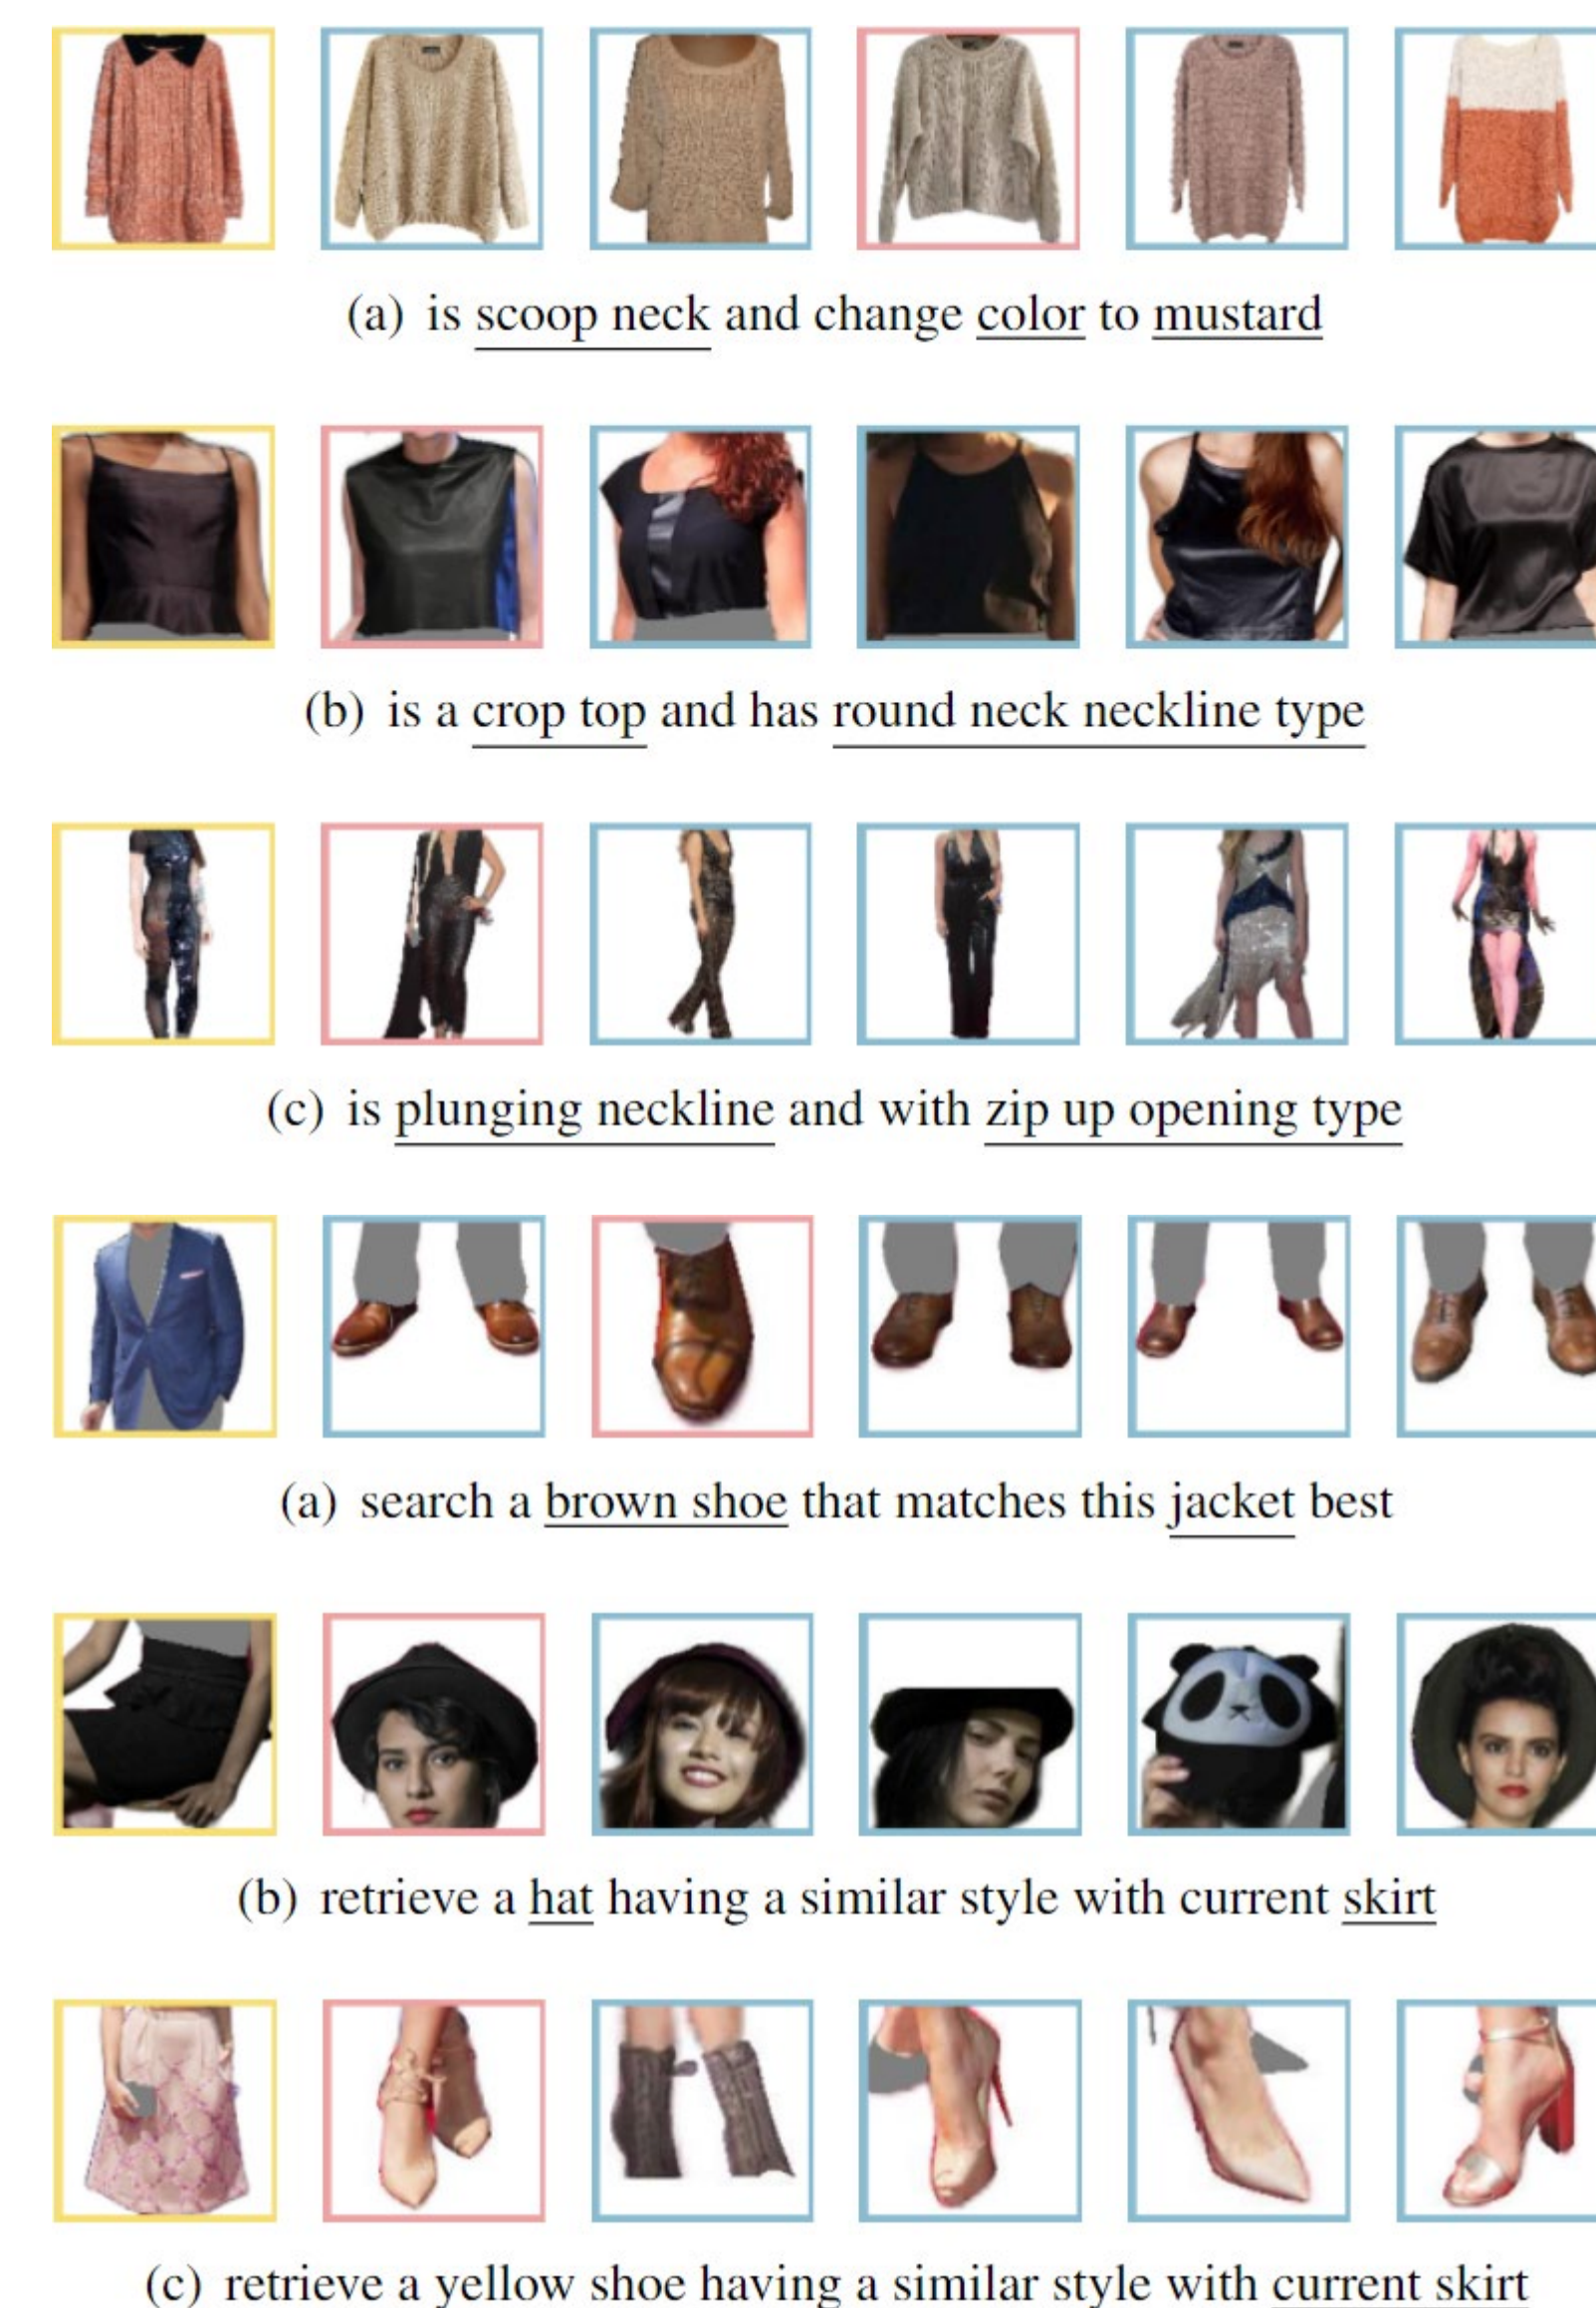 (a) is scoop neck and change color to mustard
(b) is a crop top and has round neck neckline type
(c) is plunging neckline and with zip up opening type
(a) search a brown shoe that matches this jacket best
(b) retrieve a hat having a similar style with current skirt
(c) retrieve a yellow shoe having a similar style with current skirt